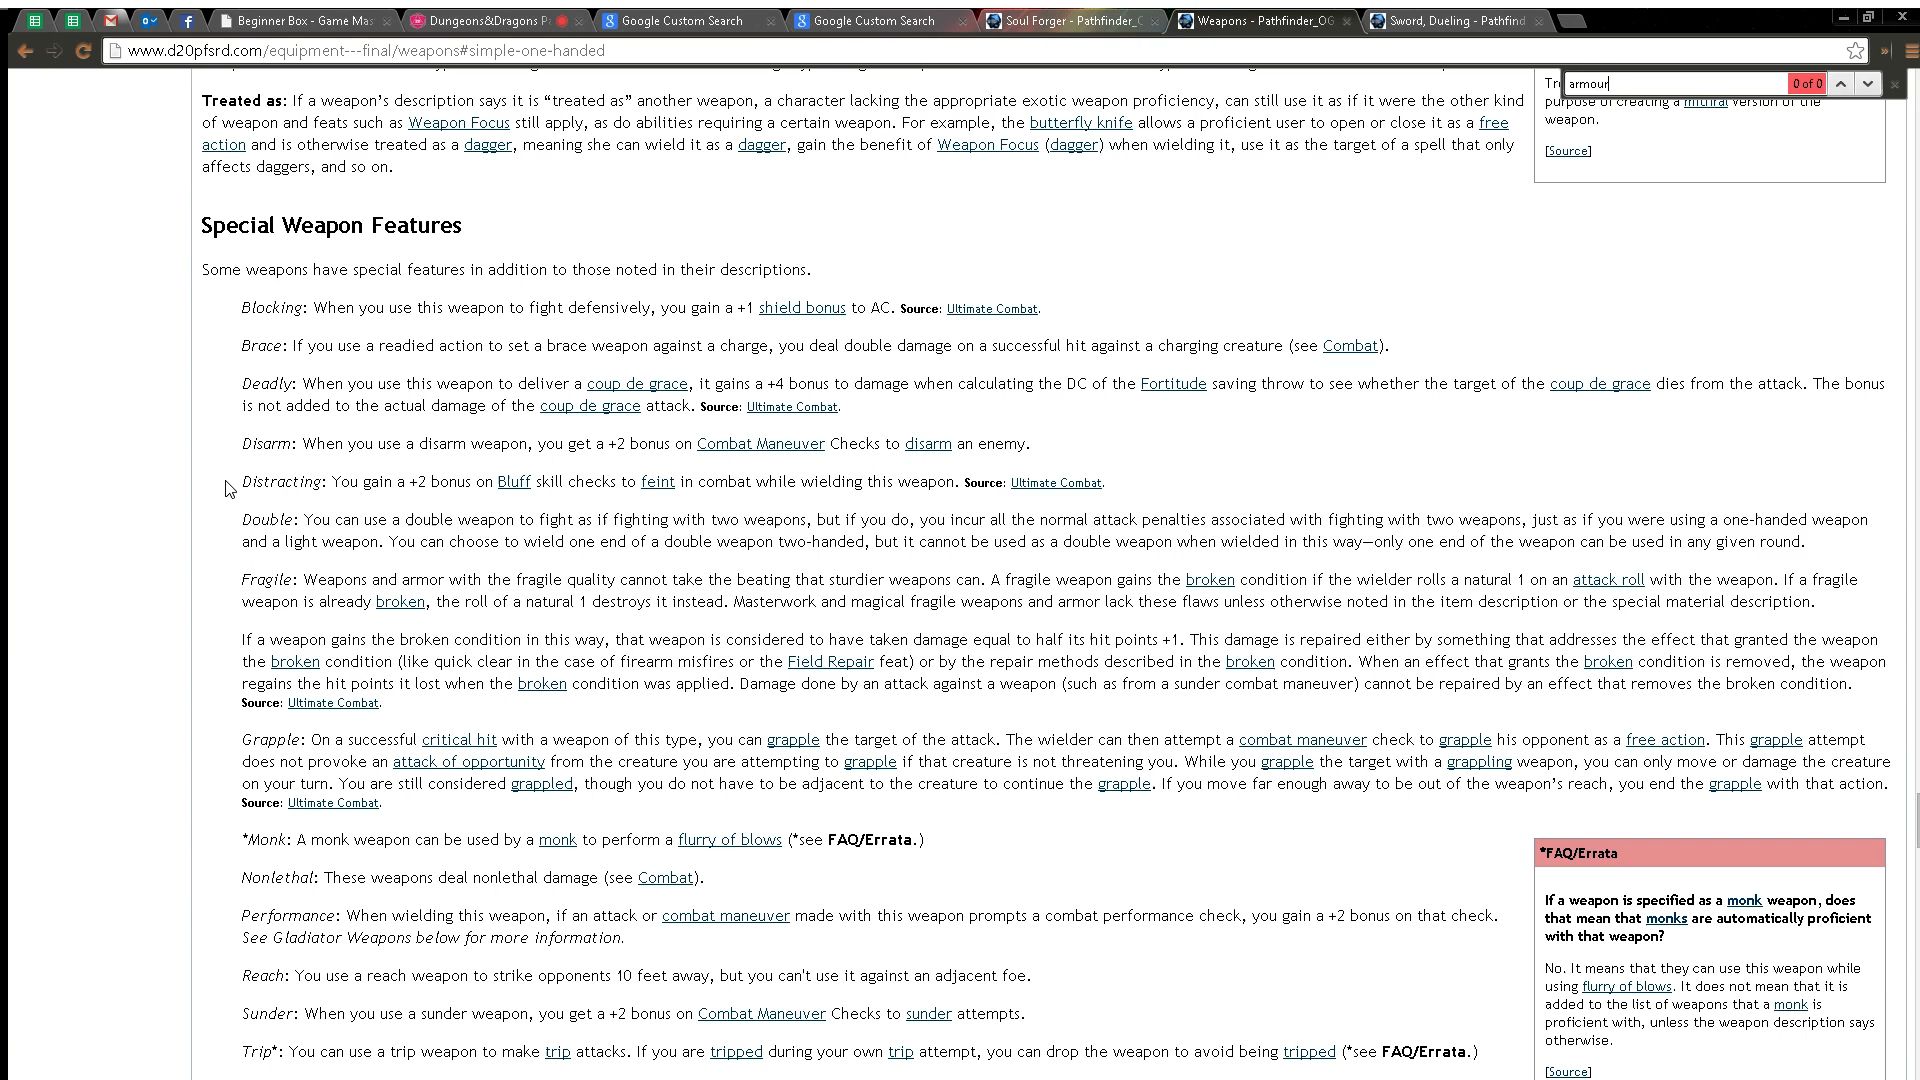 Beginner Box - Game Mas
Dungeons&Dragons P
Google Custom Search
Google Custom Search
Soul Forger - Pathfinder_O
Weapons - Pathfinder_OG
Sword, Dueling - Pathfind
www.d20pfsrd.com/equipment---final/weapons#simple-one-handed
armour
0 of 0
Treated as: If a weapon’s description says it is “treated as” another weapon, a character lacking the appropriate exotic weapon proficiency, can still use it as if it were the other kind
of weapon and feats such as Weapon Focus still apply, as do abilities requiring a certain weapon. For example, the butterfly knife allows a proficient user to open or close it as a free
action and is otherwise treated as a dagger, meaning she can wield it as a dagger, gain the benefit of Weapon Focus (dagger) when wielding it, use it as the target of a spell that only
affects daggers, and so on.
purpose of creating a mithral version of the
weapon.
[Source]
Special Weapon Features
Some weapons have special features in addition to those noted in their descriptions.
Blocking: When you use this weapon to fight defensively, you gain a +1 shield bonus to AC. Source: Ultimate Combat.
Brace: If you use a readied action to set a brace weapon against a charge, you deal double damage on a successful hit against a charging creature (see Combat).
Deadly: When you use this weapon to deliver a coup de grace, it gains a +4 bonus to damage when calculating the DC of the Fortitude saving throw to see whether the target of the coup de grace dies from the attack. The bonus
is not added to the actual damage of the coup de grace attack. Source: Ultimate Combat.
Disarm: When you use a disarm weapon, you get a +2 bonus on Combat Maneuver Checks to disarm an enemy.
Distracting: You gain a +2 bonus on Bluff skill checks to feint in combat while wielding this weapon. Source: Ultimate Combat.
Double: You can use a double weapon to fight as if fighting with two weapons, but if you do, you incur all the normal attack penalties associated with fighting with two weapons, just as if you were using a one-handed weapon
and a light weapon. You can choose to wield one end of a double weapon two-handed, but it cannot be used as a double weapon when wielded in this way—only one end of the weapon can be used in any given round.
Fragile: Weapons and armor with the fragile quality cannot take the beating that sturdier weapons can. A fragile weapon gains the broken condition if the wielder rolls a natural 1 on an attack roll with the weapon. If a fragile
weapon is already broken, the roll of a natural 1 destroys it instead. Masterwork and magical fragile weapons and armor lack these flaws unless otherwise noted in the item description or the special material description.
If a weapon gains the broken condition in this way, that weapon is considered to have taken damage equal to half its hit points +1. This damage is repaired either by something that addresses the effect that granted the weapon
the broken condition (like quick clear in the case of firearm misfires or the Field Repair feat) or by the repair methods described in the broken condition. When an effect that grants the broken condition is removed, the weapon
regains the hit points it lost when the broken condition was applied. Damage done by an attack against a weapon (such as from a sunder combat maneuver) cannot be repaired by an effect that removes the broken condition.
Source: Ultimate Combat.
Grapple: On a successful critical hit with a weapon of this type, you can grapple the target of the attack. The wielder can then attempt a combat maneuver check to grapple his opponent as a free action. This grapple attempt
does not provoke an attack of opportunity from the creature you are attempting to grapple if that creature is not threatening you. While you grapple the target with a grappling weapon, you can only move or damage the creature
on your turn. You are still considered grappled, though you do not have to be adjacent to the creature to continue the grapple. If you move far enough away to be out of the weapon’s reach, you end the grapple with that action.
Source: Ultimate Combat.
*Monk: A monk weapon can be used by a monk to perform a flurry of blows (*see FAQ/Errata.)
Nonlethal: These weapons deal nonlethal damage (see Combat).
Performance: When wielding this weapon, if an attack or combat maneuver made with this weapon prompts a combat performance check, you gain a +2 bonus on that check.
See Gladiator Weapons below for more information.
Reach: You use a reach weapon to strike opponents 10 feet away, but you can't use it against an adjacent foe.
Sunder: When you use a sunder weapon, you get a +2 bonus on Combat Maneuver Checks to sunder attempts.
Trip*: You can use a trip weapon to make trip attacks. If you are tripped during your own trip attempt, you can drop the weapon to avoid being tripped (*see FAQ/Errata.)
*FAQ/Errata
If a weapon is specified as a monk weapon, does
that mean that monks are automatically proficient
with that weapon?
No. It means that they can use this weapon while
using flurry of blows. It does not mean that it is
added to the list of weapons that a monk is
proficient with, unless the weapon description says
otherwise.
[Source]